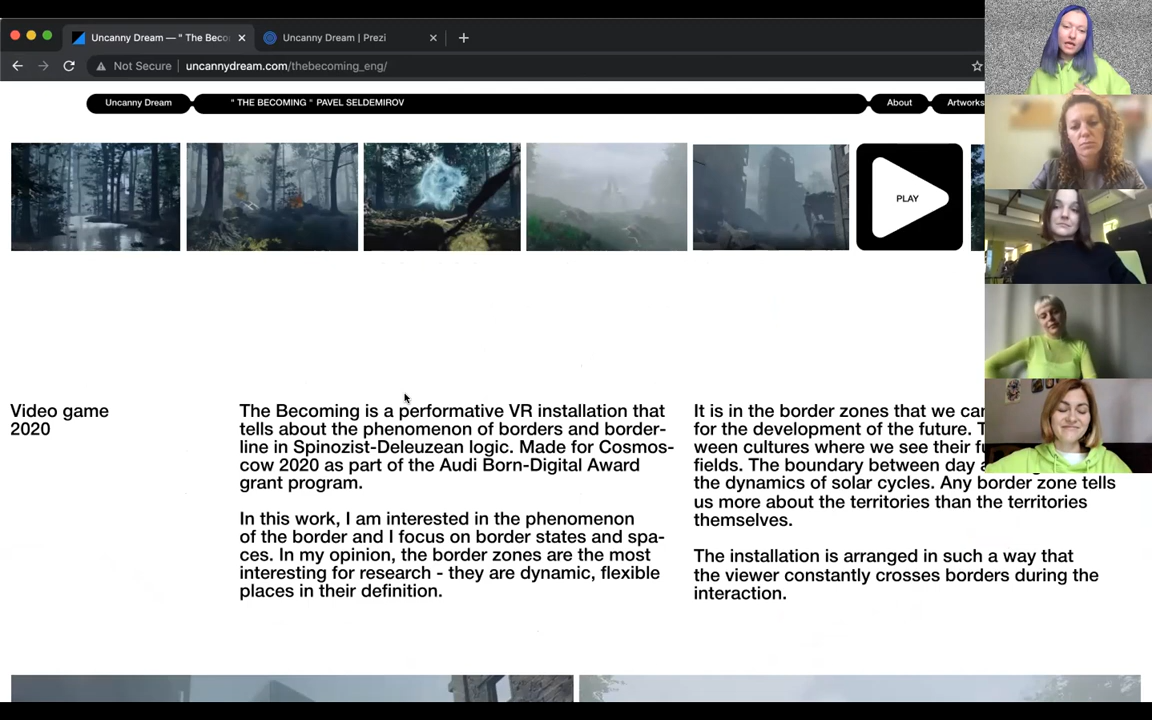 Uncanny Dream — " The Beco
Uncanny Dream | Prezi
Not Secure
uncannydream.com/thebecoming_eng/
Uncanny Dream
" THE BECOMING " PAVEL SELDEMIROV
About
Artworks
PLAY
Video game
2020
The Becoming is a performative VR installation that
tells about the phenomenon of borders and border-
line in Spinozist-Deleuzean logic. Made for Cosmos-
cow 2020 as part of the Audi Born-Digital Award
grant program.
In this work, I am interested in the phenomenon
of the border and I focus on border states and spa-
ces. In my opinion, the border zones are the most
interesting for research - they are dynamic, flexible
places in their definition.
It is in the border zones that we can
for the development of the future. T
ween cultures where we see their fu
fields. The boundary between day a
the dynamics of solar cycles. Any border zone tells
us more about the territories than the territories
themselves.
The installation is arranged in such a way that
the viewer constantly crosses borders during the
interaction.